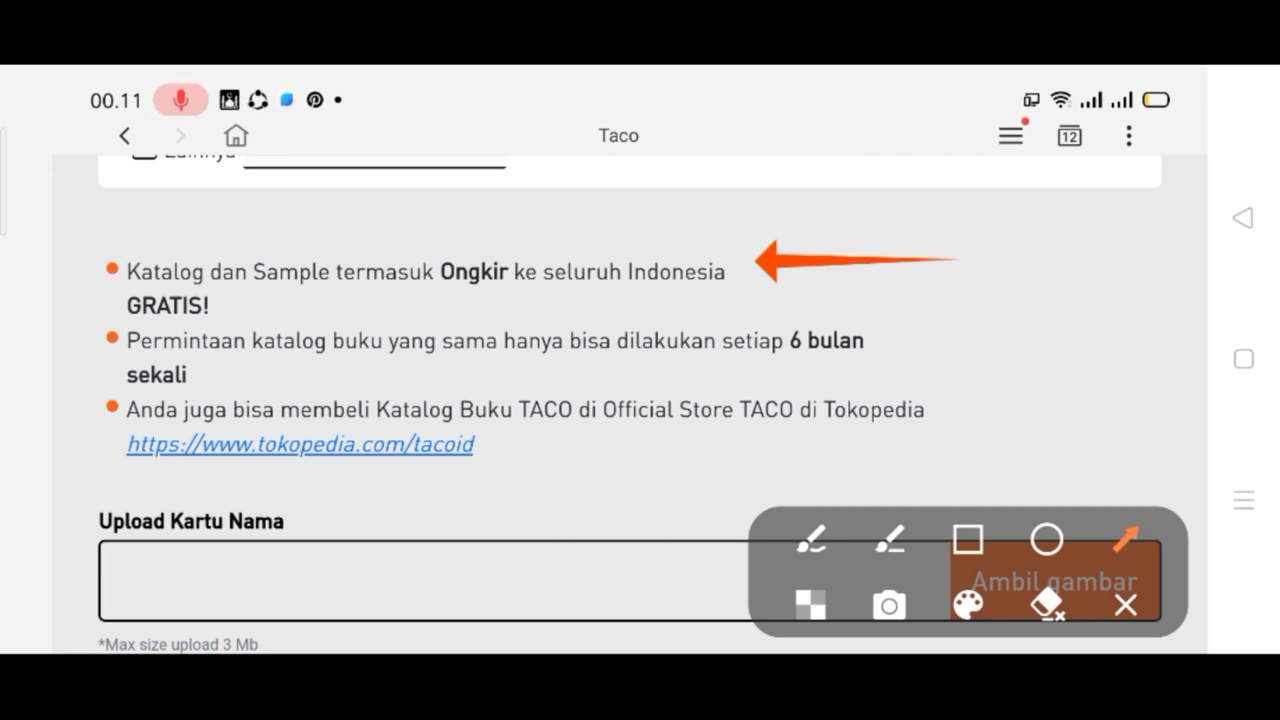 00.11
Taco
12
Lainnya
Katalog dan Sample termasuk Ongkir ke seluruh Indonesia
GRATIS!
Permintaan katalog buku yang sama hanya bisa dilakukan setiap 6 bulan
sekali
Anda juga bisa membeli Katalog Buku TACO di Official Store TACO di Tokopedia
https://www.tokopedia.com/tacoid
Upload Kartu Nama
Ambil gambar
*Max size upload 3 Mb